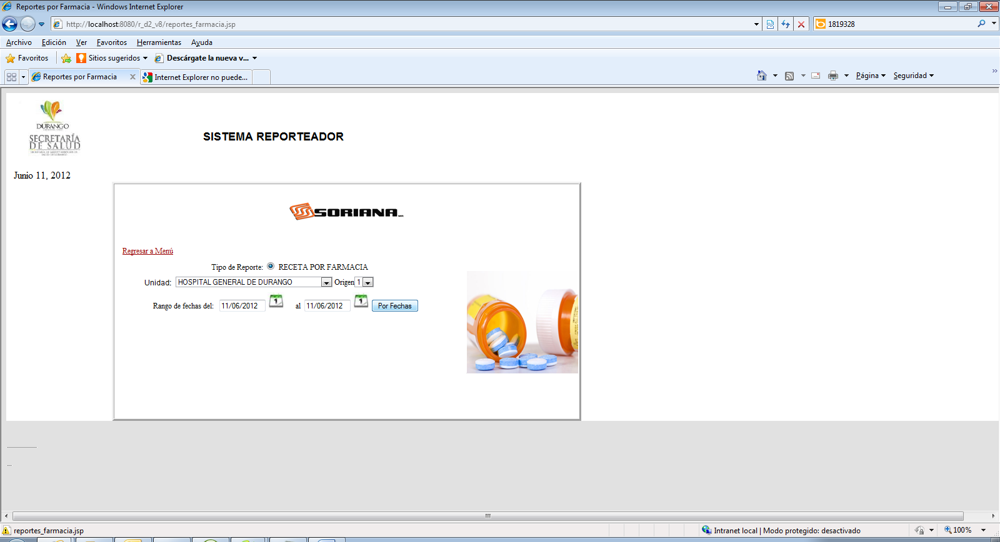 Reportes por Farmacia - Windows Internet Explorer
http://localhost:8080/r_d2_v8/reportes_farmacia.jsp
1819328
Archivo Edición Ver Favoritos Herramientas Ayuda
Favoritos Sitios sugeridos Descárgate la nueva v...
Reportes por Farmacia Internet Explorer no puede...
Página Seguridad
DURANGO
SECRETARÍA
DE SALUD
SISTEMA REPORTEADOR
Junio 11, 2012
SORIANA
Regresar a Menú
Tipo de Reporte: RECETA POR FARMACIA
Unidad: HOSPITAL GENERAL DE DURANGO Origen 1
Rango de fechas del: 11/06/2012 1 al 11/06/2012 1 Por Fechas
reportes_farmacia.jsp
Intranet local | Modo protegido: desactivado
100%